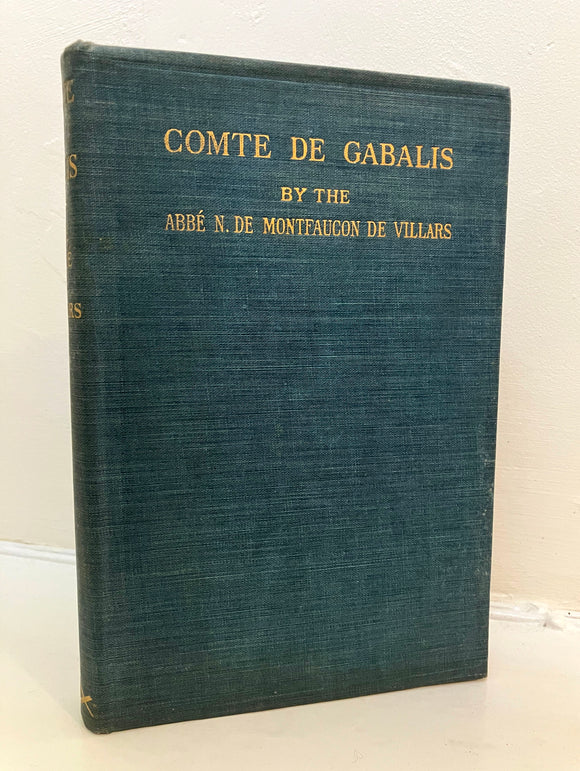 COMTE DE GABALIS
BY THE
ABBÉ N. DE MONTFAUCON DE VILLARS